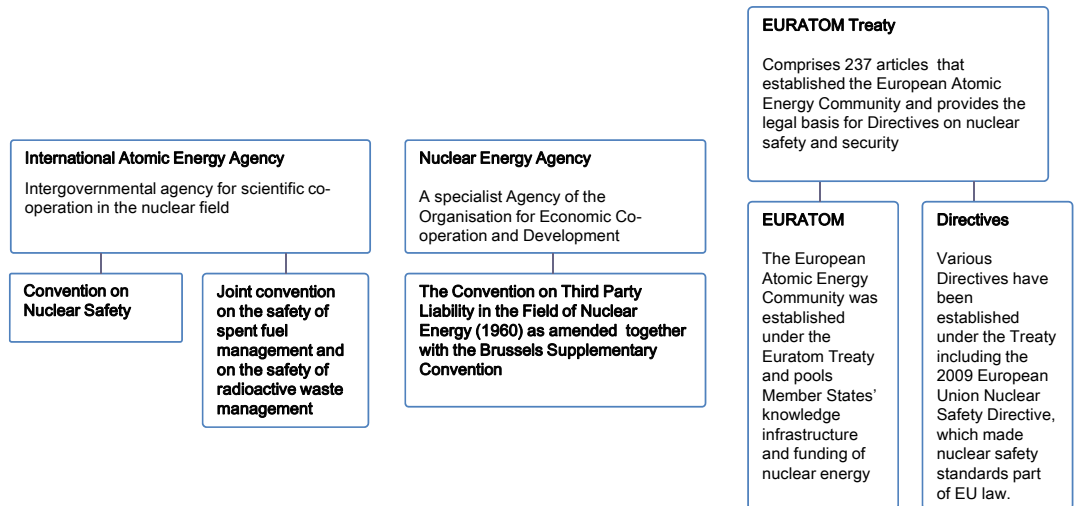 International Atomic Energy Agency
Intergovernmental agency for scientific co-
operation in the nuclear field
Convention on
Nuclear Safety
Joint convention
on the safety of
spent fuel
management and
on the safety of
radioactive waste
management
Nuclear Energy Agency
A specialist Agency of the
Organisation for Economic Co-
operation and Development
The Convention on Third Party
Liability in the Field of Nuclear
Energy (1960) as amended together
with the Brussels Supplementary
Convention
EURATOM Treaty
Comprises 237 articles that
established the European Atomic
Energy Community and provides the
legal basis for Directives on nuclear
safety and security
EURATOM
The European
Atomic Energy
Community was
established
under the
Euratom Treaty
and pools
Member States’
knowledge
infrastructure
and funding of
nuclear energy
Directives
Various
Directives have
been
established
under the Treaty
including the
2009 European
Union Nuclear
Safety Directive,
which made
nuclear safety
standards part
of EU law.